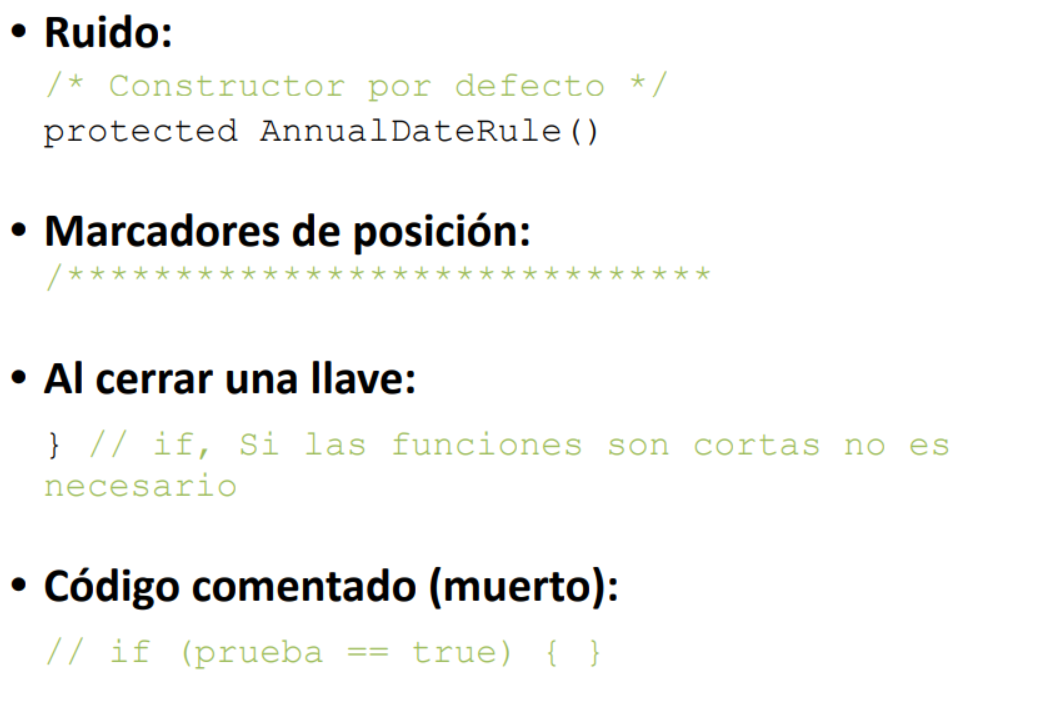 • Ruido:
/* Constructor por defecto */
protected AnnualDateRule()
• Marcadores de posición:
/******************************
• Al cerrar una llave:
} // if, Si las funciones son cortas no es
necesario
• Código comentado (muerto):
// if (prueba == true) { }